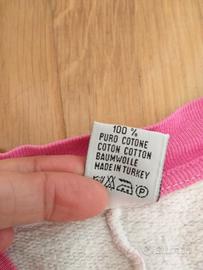 100 %
PURO COTONE
COTON COTTON
BAUMWOLLE
MADE IN TURKEY
P